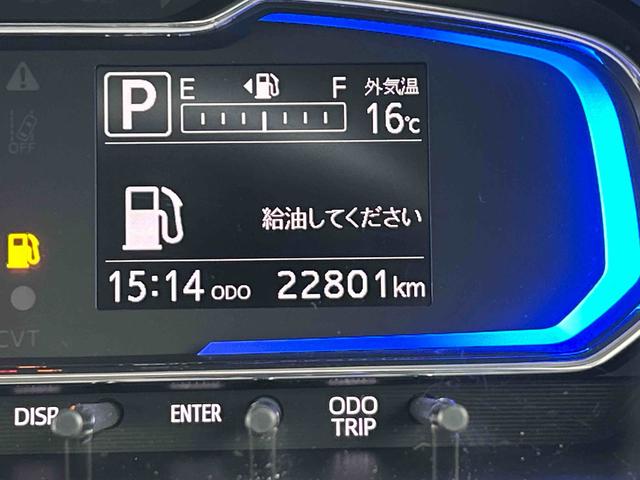 P E F 外気温
16℃
給油してください
15:14 ODO 22801km
OFF
CVT
DISP ENTER ODO
TRIP